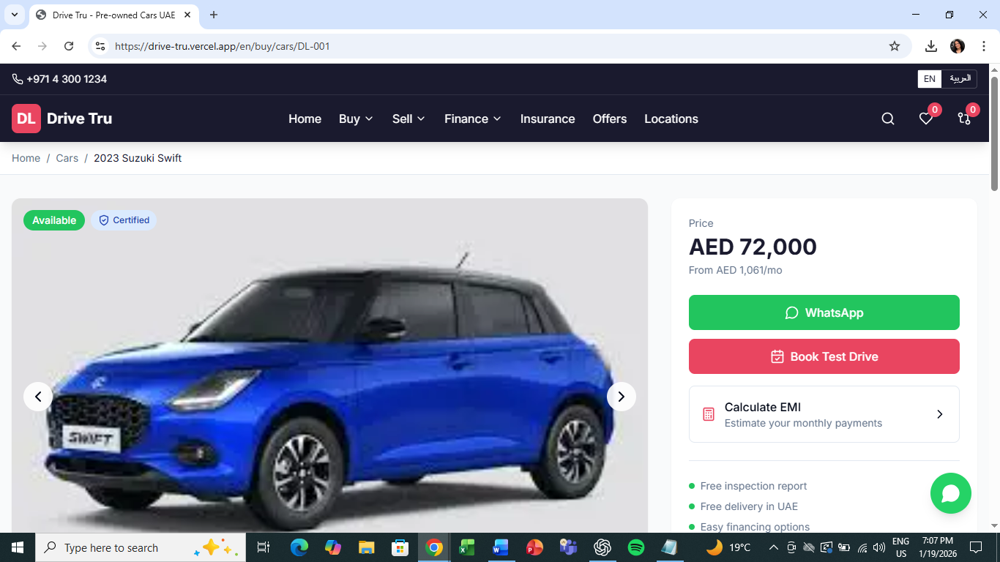 Drive Tru - Pre-owned Cars UAE
https://drive-tru.vercel.app/en/buy/cars/DL-001
+971 4 300 1234
EN
العربية
DL Drive Tru
Home
Buy
Sell
Finance
Insurance
Offers
Locations
0
0
Home / Cars / 2023 Suzuki Swift
Available
Certified
SWIFT
Price
AED 72,000
From AED 1,061/mo
WhatsApp
Book Test Drive
Calculate EMI
Estimate your monthly payments
Free inspection report
Free delivery in UAE
Easy financing options
Type here to search
19°C
ENG
US
7:07 PM
1/19/2026